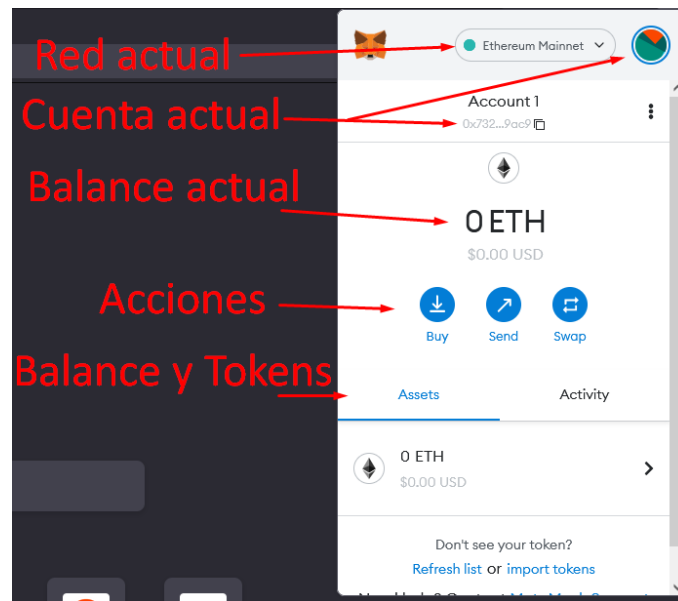 Red actual
Ethereum Mainnet
Cuenta actual
Account 1
0x732...9ac9
Balance actual
0 ETH
$0.00 USD
Acciones
Buy Send Swap
Balance y Tokens
Assets Activity
0 ETH
$0.00 USD
Don't see your token?
Refresh list or import tokens